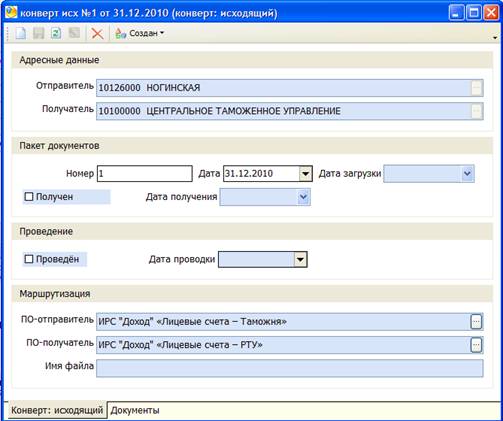 конверт исх №1 от 31.12.2010 (конверт: исходящий)
Создан
Адресные данные
Отправитель 10126000 НОГИНСКАЯ
Получатель 10100000 ЦЕНТРАЛЬНОЕ ТАМОЖЕННОЕ УПРАВЛЕНИЕ
Пакет документов
Номер 1 Дата 31.12.2010 Дата загрузки
Получен Дата получения
Проведение
Проведён Дата проводки
Маршрутизация
ПО-отправитель ИРС "Доход" «Лицевые счета – Таможня»
ПО-получатель ИРС "Доход" «Лицевые счета – РТУ»
Имя файла
Конверт: исходящий Документы